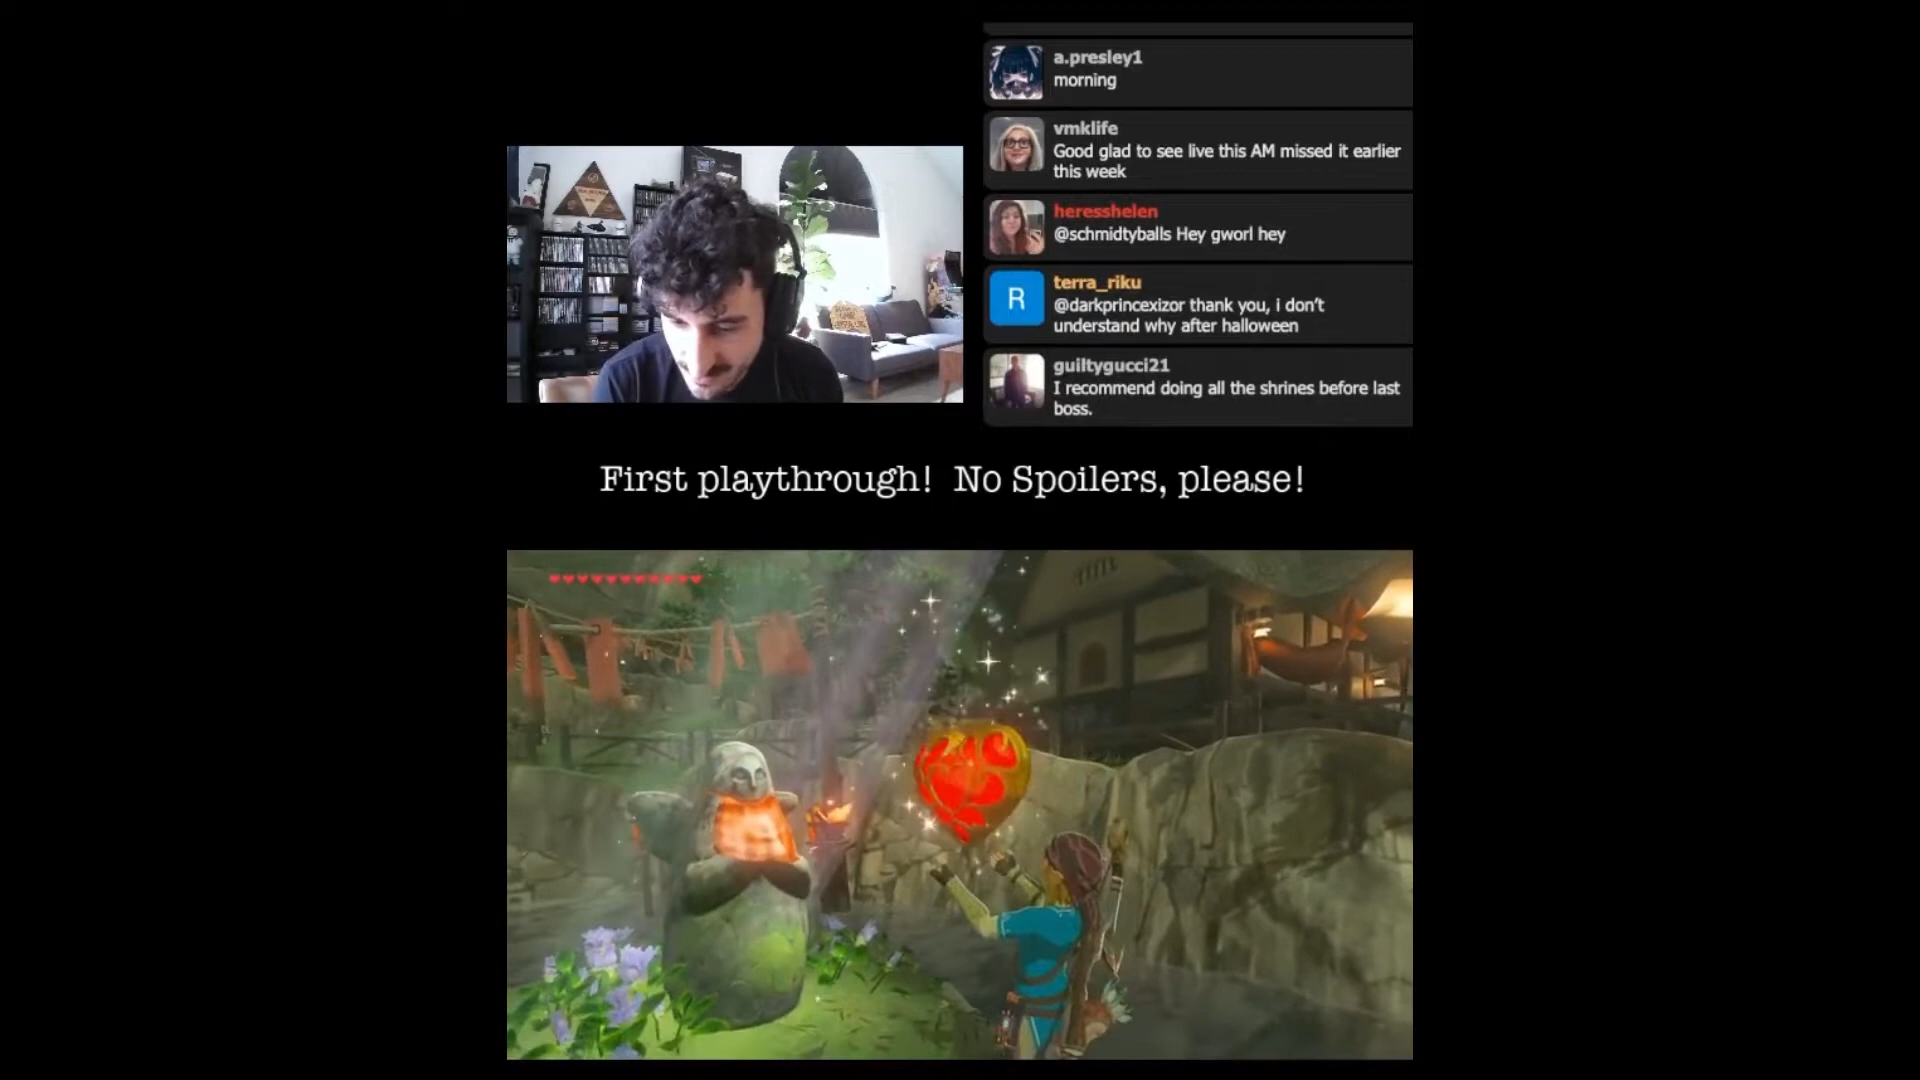 a.presley1
morning
vmklife
Good glad to see live this AM missed it earlier
this week
heresshelen
@schmidtyballs Hey gworl hey
R
terra_riku
@darkprincexizor thank you, i don’t
understand why after halloween
guiltygucci21
I recommend doing all the shrines before last
boss.
First playthrough! No Spoilers, please!